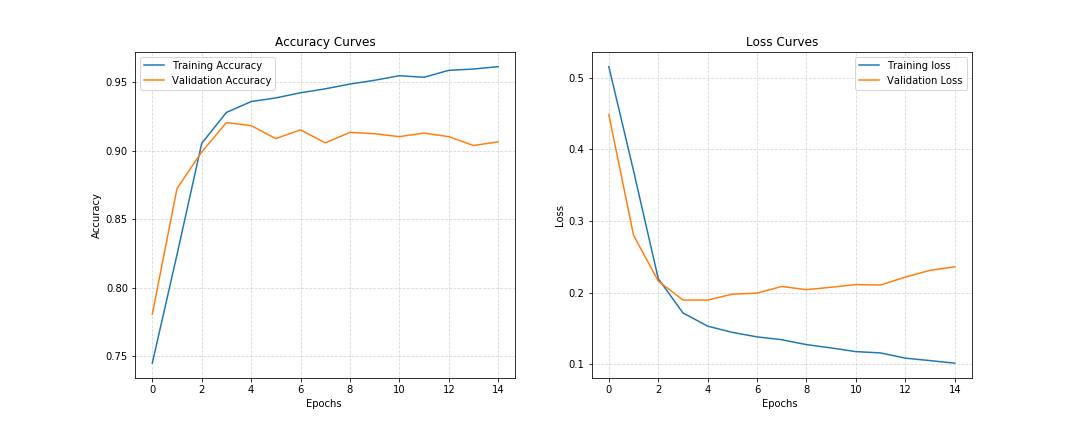 Accuracy Curves
Training Accuracy
Validation Accuracy
0.95
0.90
0.85
0.80
0.75
Accuracy
0 2 4 6 8 10 12 14
Epochs
Loss Curves
Training loss
Validation Loss
0.5
0.4
0.3
0.2
0.1
Loss
0 2 4 6 8 10 12 14
Epochs